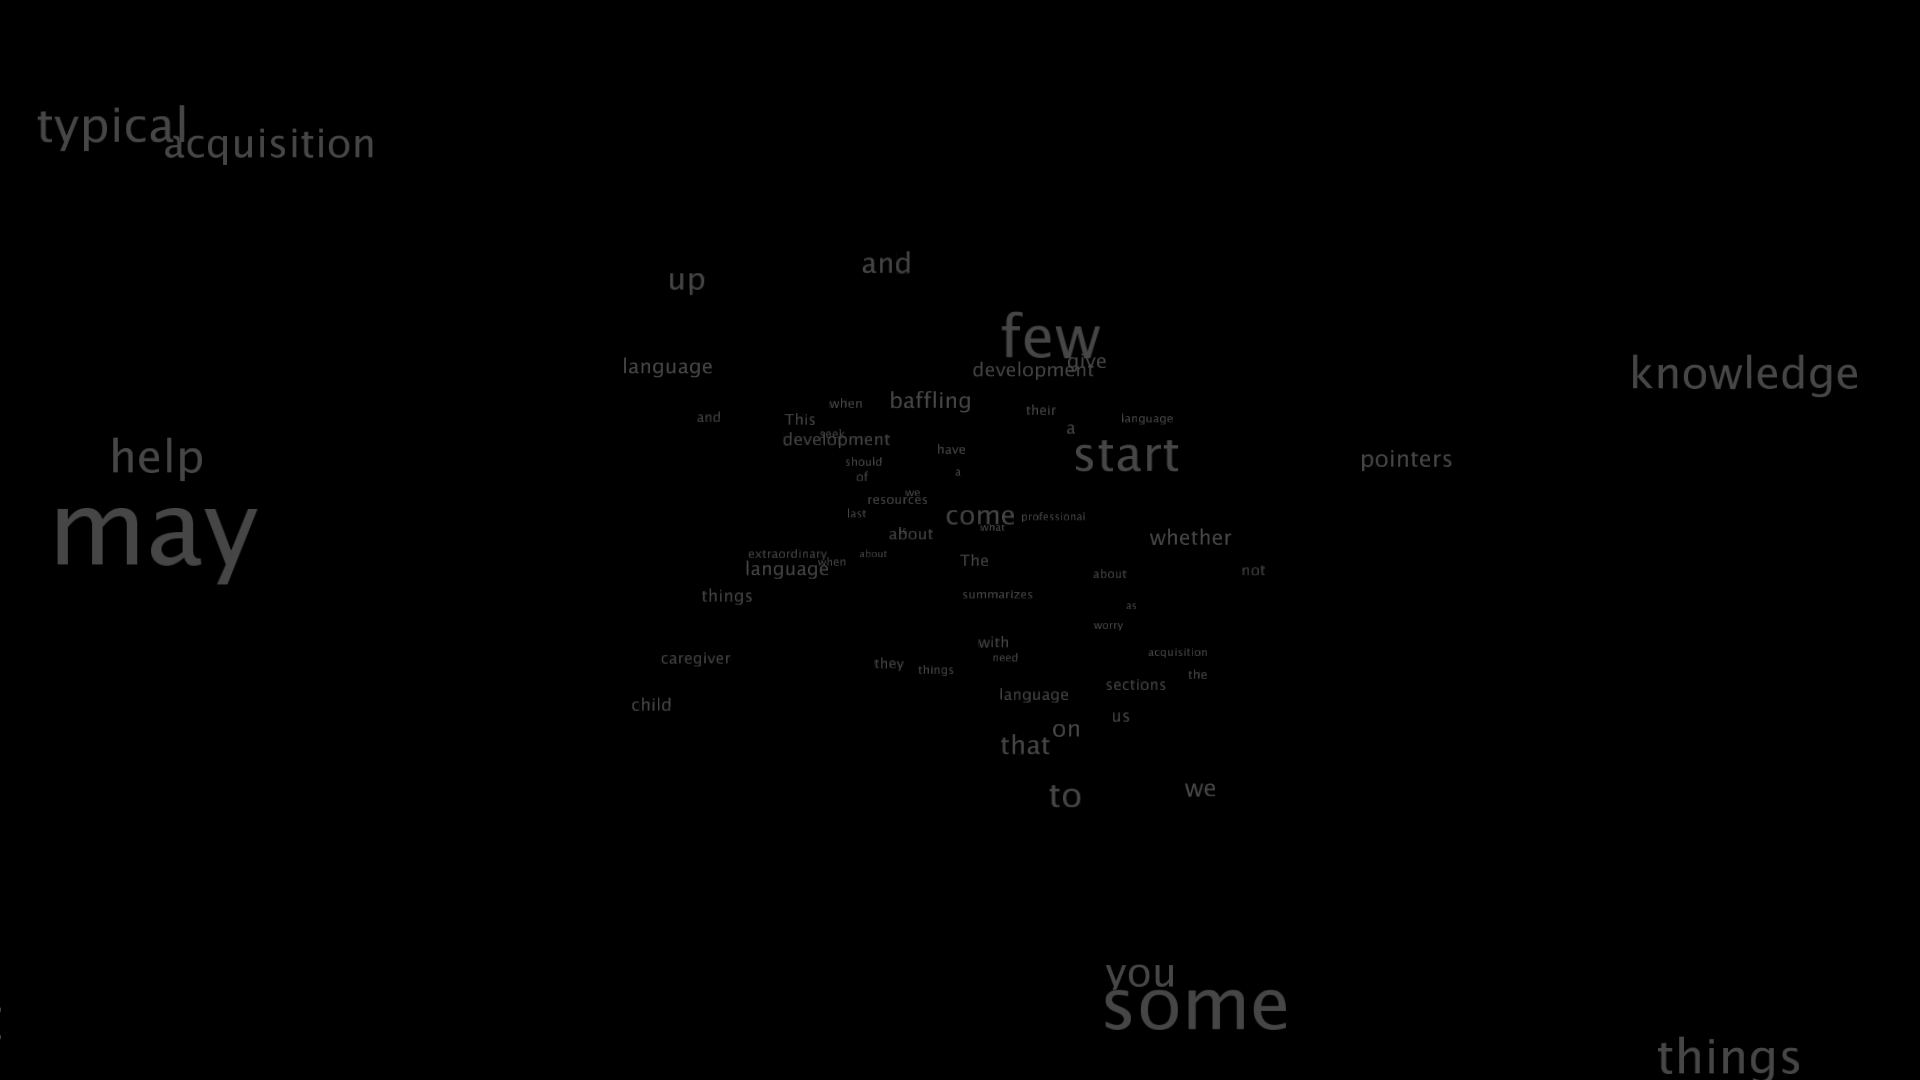 typical
acquisition
and
up
few
give
language
development
knowledge
baffling
when
their
and
This
language
a
seek
development
have
start
help
pointers
should
a
of
we
resources
may
last
come
professional
what
about
whether
extraordinary
about
when
The
language
not
about
things
summarizes
as
worry
with
acquisition
caregiver
need
they
things
the
sections
language
child
us
on
that
we
to
you
some
things